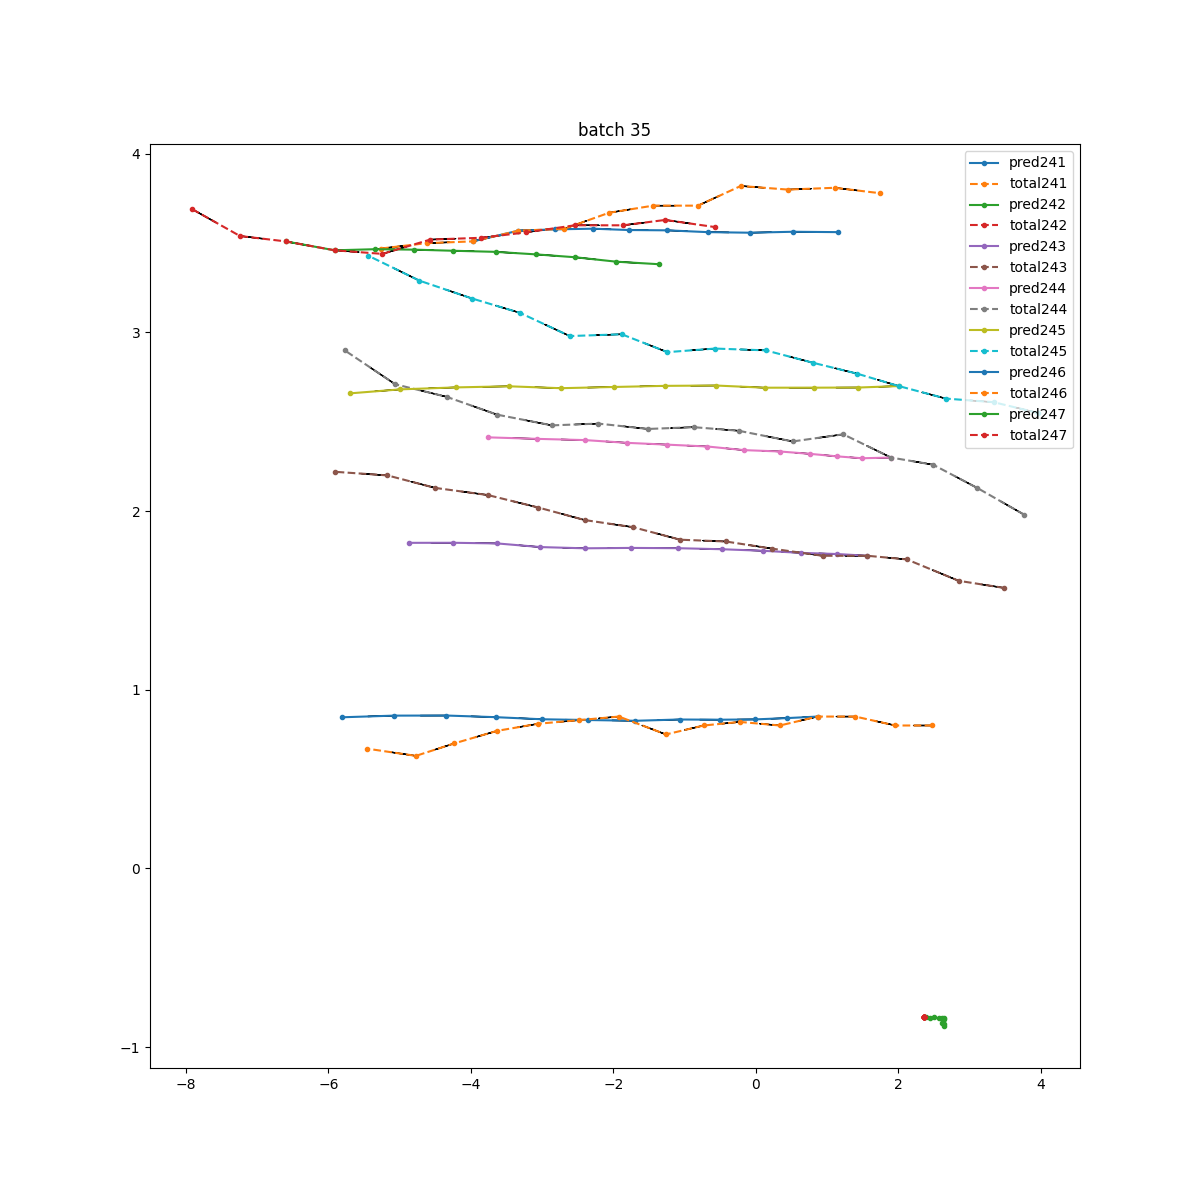 batch 35
4
3
2
1
0
−1
−8
−6
−4
−2
0
2
4
pred241
total241
pred242
total242
pred243
total243
pred244
total244
pred245
total245
pred246
total246
pred247
total247